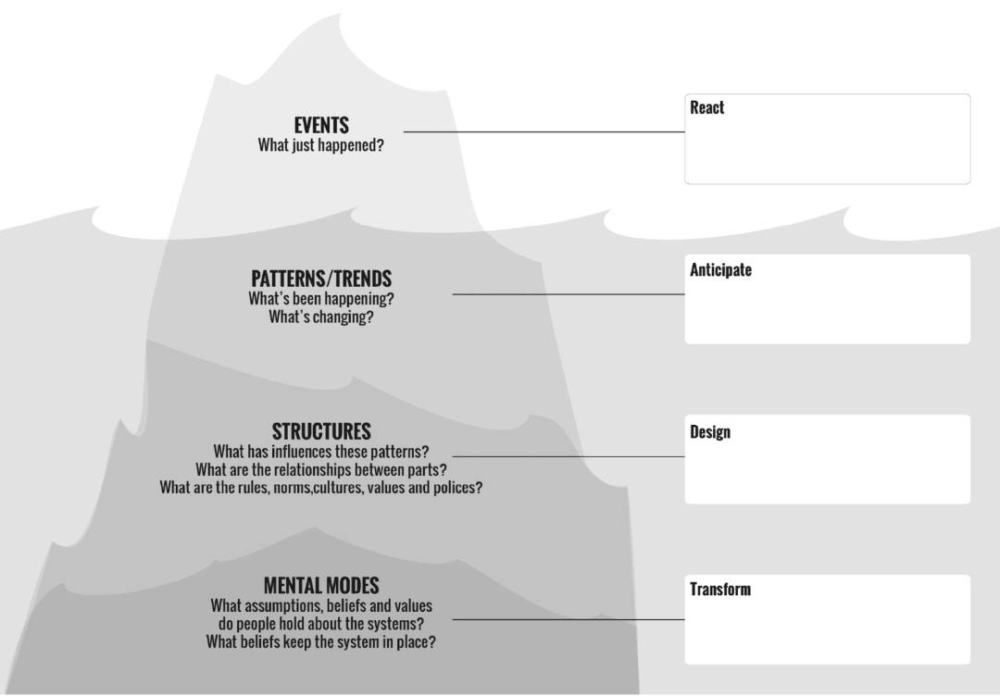 EVENTS
What just happened?
React
PATTERNS/TRENDS
What's been happening?
What's changing?
Anticipate
STRUCTURES
What has influences these patterns?
What are the relationships between parts?
What are the rules, norms,cultures, values and polices?
Design
MENTAL MODES
What assumptions, beliefs and values
do people hold about the systems?
What beliefs keep the system in place?
Transform